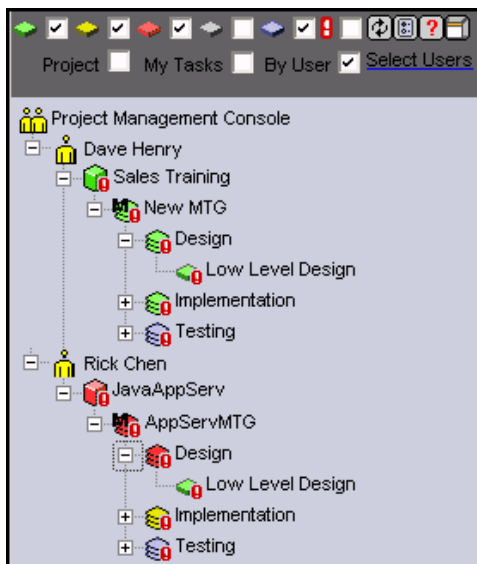 Project My Tasks By User Select Users
Project Management Console
Dave Henry
Sales Training
New MTG
Design
Low Level Design
Implementation
Testing
Rick Chen
JavaAppServ
AppServMTG
Design
Low Level Design
Implementation
Testing